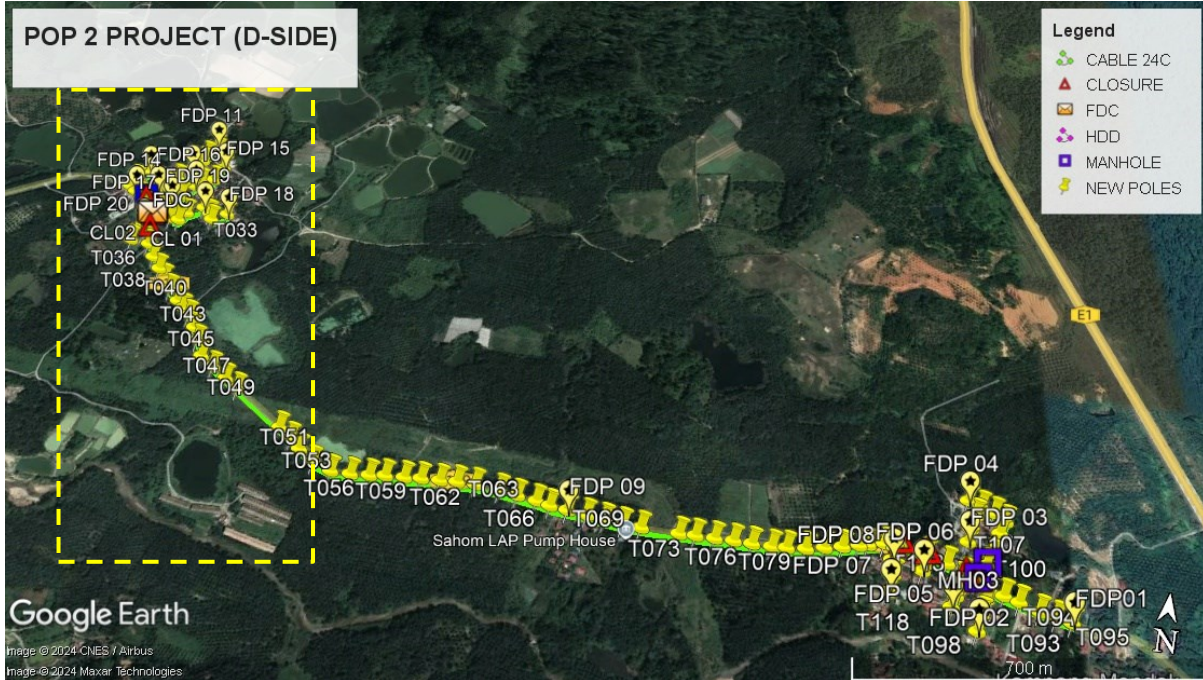 POP 2 PROJECT (D-SIDE)
Legend
CABLE 24C
CLOSURE
FDC
HDD
MANHOLE
NEW POLES
FDP 11
FDP 14
FDP 16
FDP 15
FDP 17
FDP 19
FDP 18
FDP 20
FDC
T033
CL02
CL 01
T036
T038
T040
T043
T045
T047
T049
T051
T053
T056
T059
T062
T063
T066
FDP 09
T069
Sahom LAP Pump House
T073
T076
T079
FDP 08
FDP 07
FDP 06
FDP 04
FDP 03
T107
T100
MH03
FDP 05
T118
FDP 02
T098
T093
T094
FDP01
T095
E1
Google Earth
Image © 2024 CNES / Airbus
Image © 2024 Maxar Technologies
700 m
N